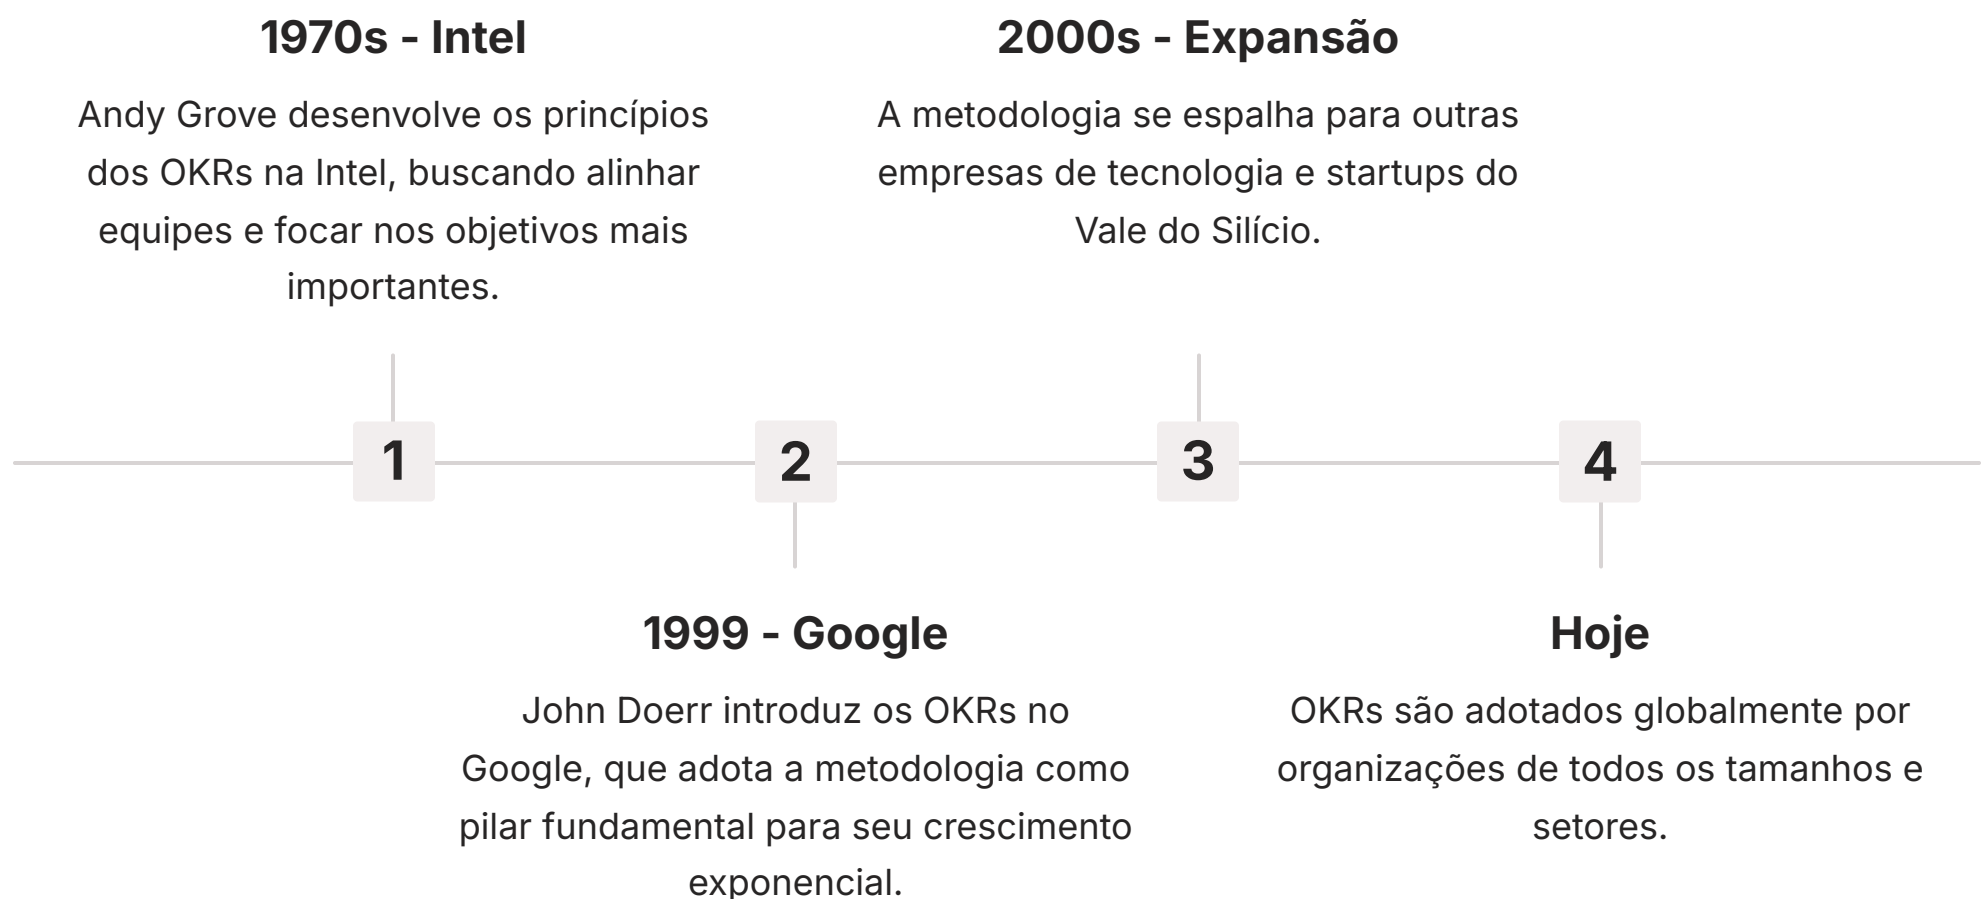 1970s - Intel
Andy Grove desenvolve os princípios
dos OKRs na Intel, buscando alinhar
equipes e focar nos objetivos mais
importantes.
2000s - Expansão
A metodologia se espalha para outras
empresas de tecnologia e startups do
Vale do Silício.
1
2
3
4
1999 - Google
John Doerr introduz os OKRs no
Google, que adota a metodologia como
pilar fundamental para seu crescimento
exponencial.
Hoje
OKRs são adotados globalmente por
organizações de todos os tamanhos e
setores.